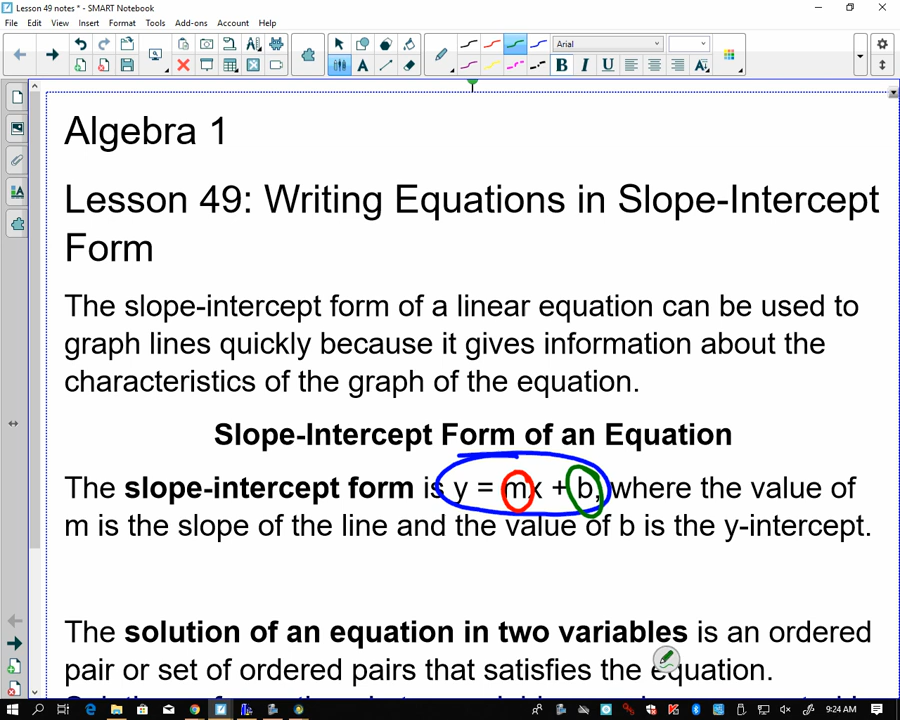 Lesson 49 notes * - SMART Notebook
File Edit View Insert Format Tools Add-ons Account Help
Arial
B I U
Algebra 1
Lesson 49: Writing Equations in Slope-Intercept
Form
The slope-intercept form of a linear equation can be used to
graph lines quickly because it gives information about the
characteristics of the graph of the equation.
Slope-Intercept Form of an Equation
The slope-intercept form is y = mx + b, where the value of
m is the slope of the line and the value of b is the y-intercept.
The solution of an equation in two variables is an ordered
pair or set of ordered pairs that satisfies the equation.
9:24 AM